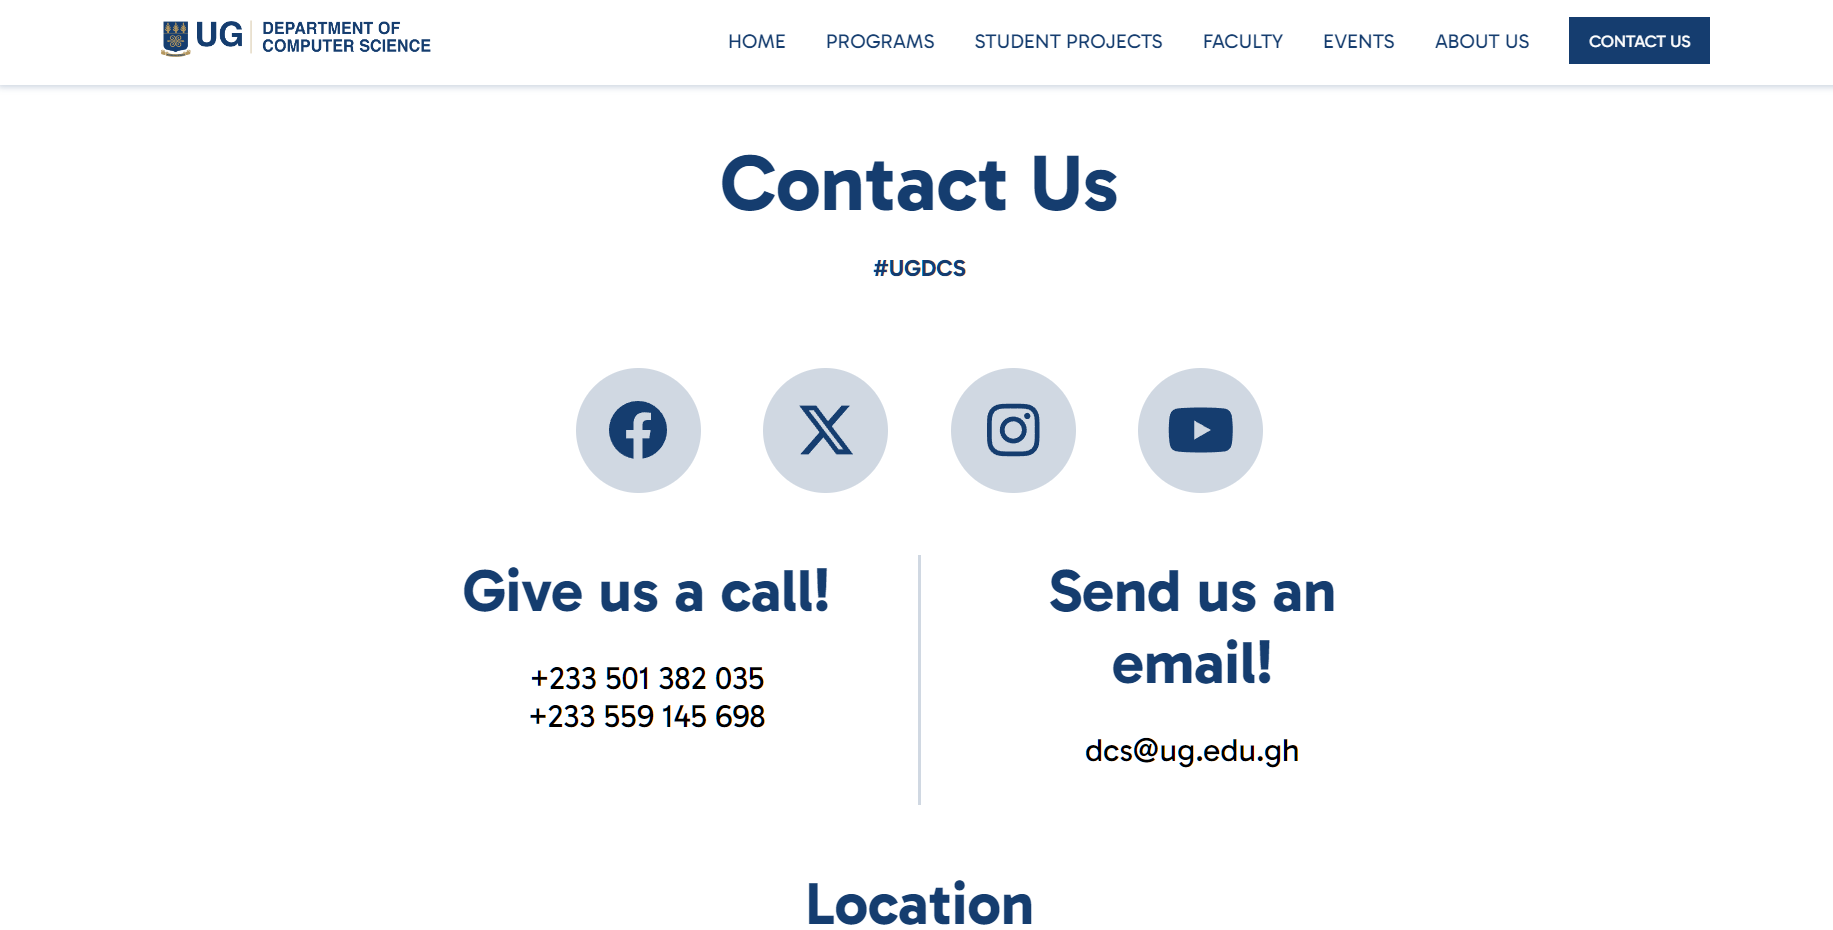 UG
DEPARTMENT OF
COMPUTER SCIENCE
HOME PROGRAMS STUDENT PROJECTS FACULTY EVENTS ABOUT US CONTACT US
Contact Us
#UGDCS
Give us a call!
+233 501 382 035
+233 559 145 698
Send us an
email!
dcs@ug.edu.gh
Location